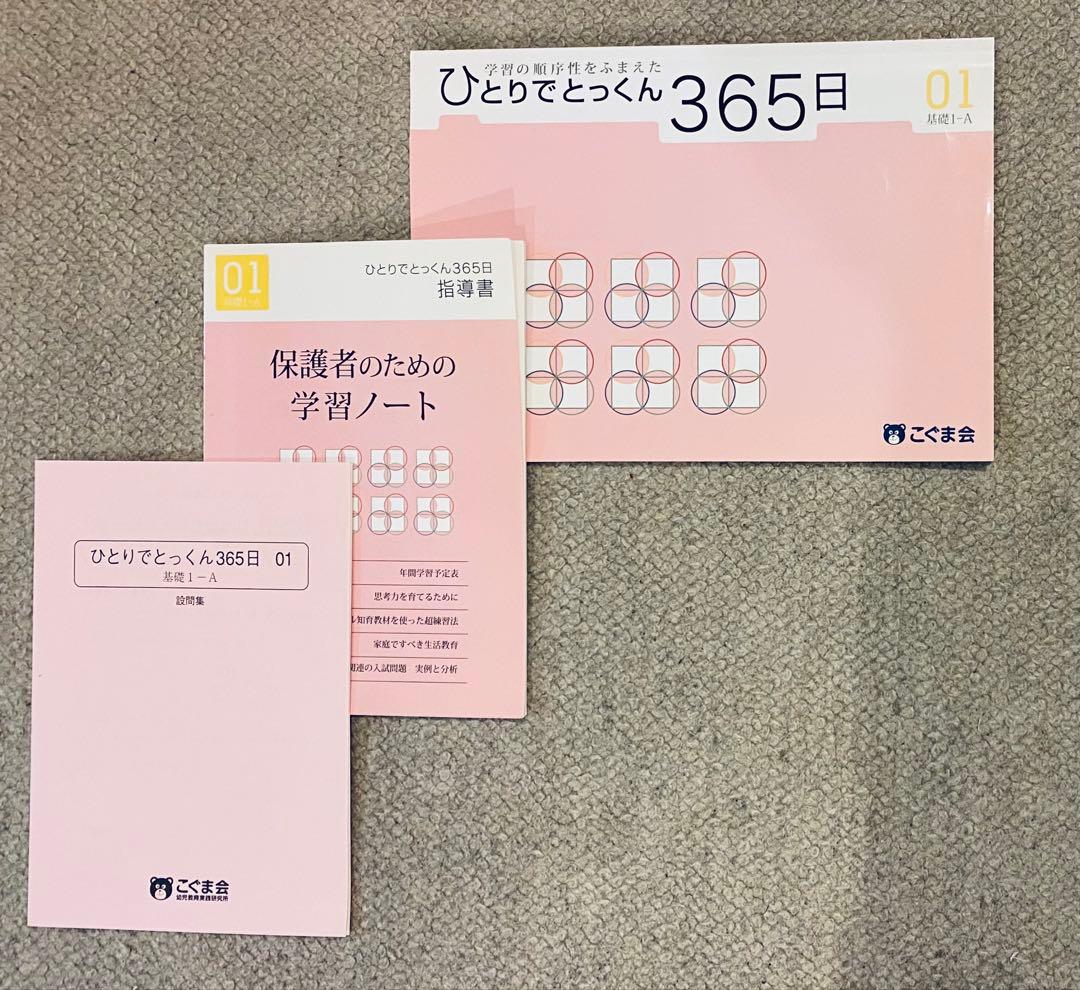 学習の順序性をふまえた
ひとりでとっくん365日
01
基礎1-A
こぐま会
01
基礎1-A
ひとりでとっくん365日
指導書
保護者のための
学習ノート
年間学習予定表
思考力を育てるために
知育教材を使った超練習法
家庭ですべき生活教育
関連の入試問題 実例と分析
ひとりでとっくん365日 01
基礎1-A
設問集
こぐま会
幼児教育実践研究所